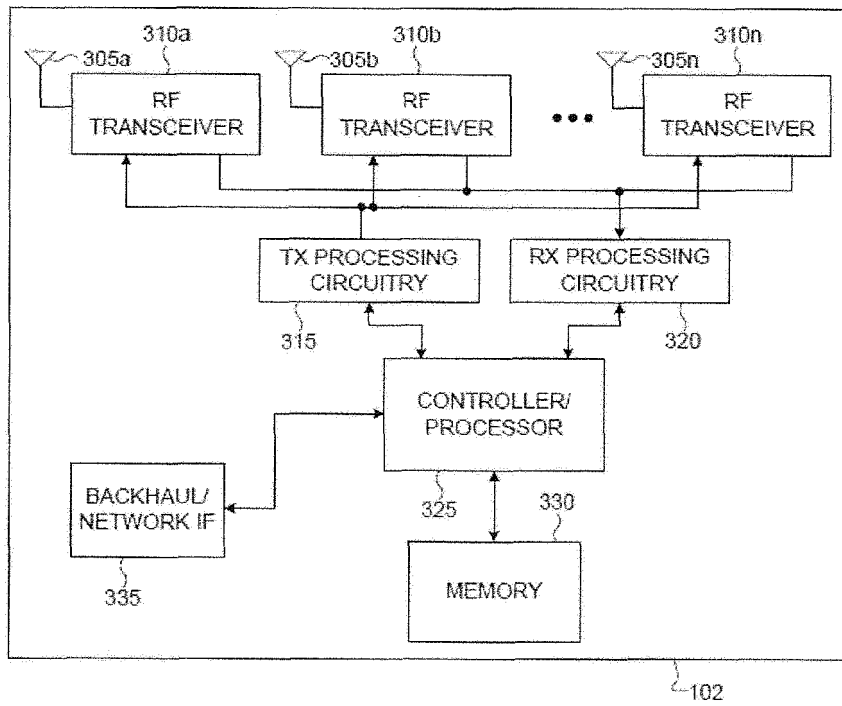 310a
310b
310n
305a
305b
305n
RF
TRANSCEIVER
RF
TRANSCEIVER
RF
TRANSCEIVER
TX PROCESSING
CIRCUITRY
RX PROCESSING
CIRCUITRY
315
320
CONTROLLER/
PROCESSOR
BACKHAUL/
NETWORK IF
325
330
335
MEMORY
102